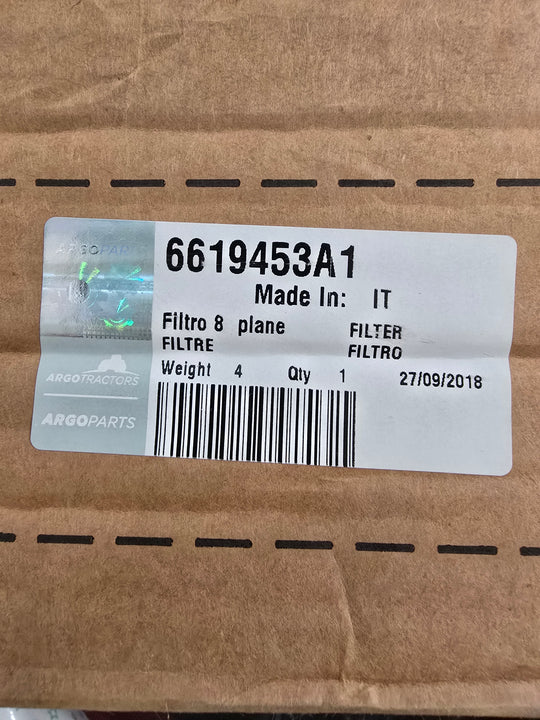 ARGOPARTS
6619453A1
Made In: IT
Filtro 8 plane FILTER
FILTRE FILTRO
Weight 4 Qty 1 27/09/2018
ARGOTRACTORS
ARGOPARTS